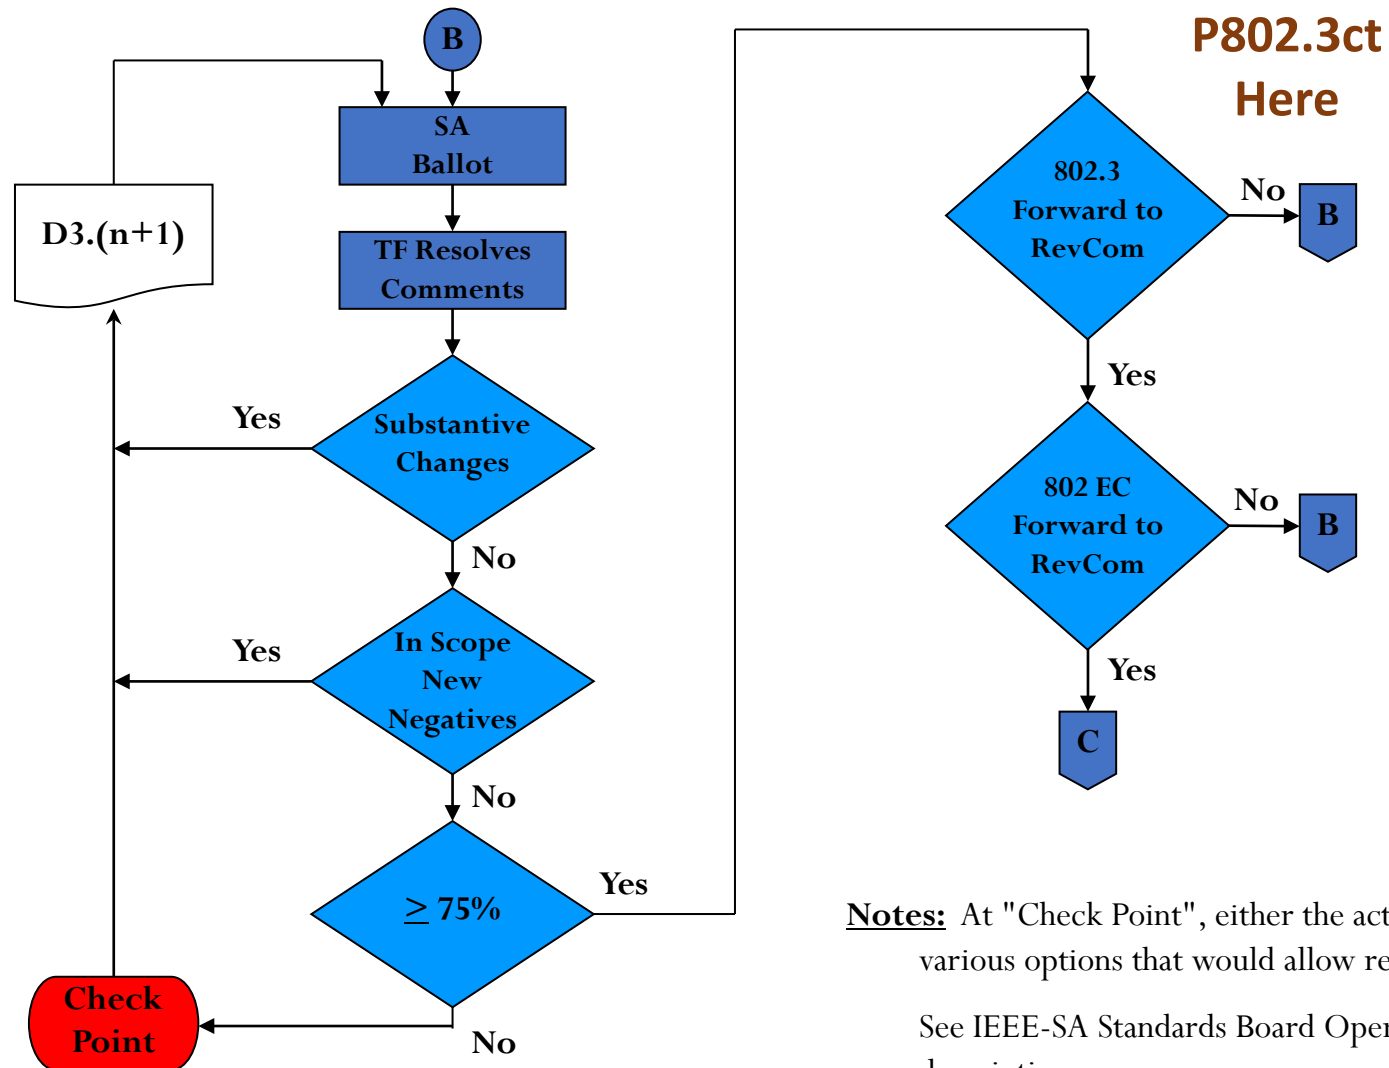 B
P802.3ct
Here
SA
Ballot
D3.(n+1)
TF Resolves
Comments
Substantive
Changes
Yes
No
In Scope
New
Negatives
Yes
No
≥ 75%
Yes
No
Check
Point
802.3
Forward to
RevCom
No
B
Yes
802 EC
Forward to
RevCom
No
B
Yes
C
Notes: At "Check Point", either the act
various options that would allow re
See IEEE-SA Standards Board Oper